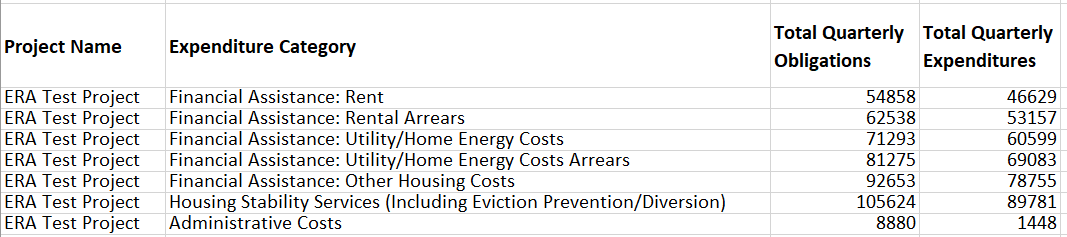 Project Name Expenditure Category Total Quarterly Obligations Total Quarterly Expenditures
ERA Test Project Financial Assistance: Rent 54858 46629
ERA Test Project Financial Assistance: Rental Arrears 62538 53157
ERA Test Project Financial Assistance: Utility/Home Energy Costs 71293 60599
ERA Test Project Financial Assistance: Utility/Home Energy Costs Arrears 81275 69083
ERA Test Project Financial Assistance: Other Housing Costs 92653 78755
ERA Test Project Housing Stability Services (Including Eviction Prevention/Diversion) 105624 89781
ERA Test Project Administrative Costs 8880 1448